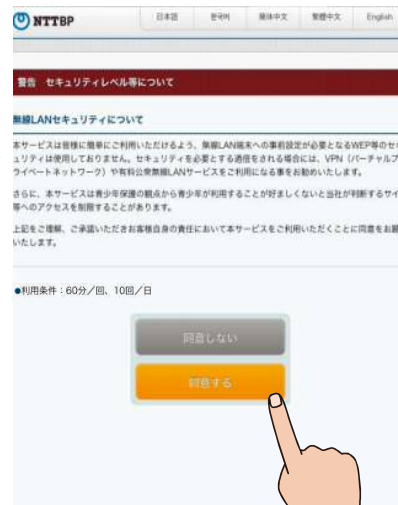 NTTBP
日本語 한국어 簡体中文 繁體中文 English
警告 セキュリティレベル等について
無線LANセキュリティについて
本サービスは皆様に簡単にご利用いただけるよう、無線LAN端末への事前設定が必要となるWEP等のセキ
ュリティは使用しておりません。セキュリティを必要とする通信をされる場合には、VPN(バーチャルプ
ライベートネットワーク)や有料公衆無線LANサービスをご利用になる事をお勧めいたします。
さらに、本サービスは青少年保護の観点から青少年が利用することが好ましくないと当社が判断するサイ
等へのアクセスを制限することがあります。
上記をご理解、ご承諾いただきお客様自身の責任において本サービスをご利用いただくことに同意をお願
いたします。
●利用条件:60分/回、10回/日
同意しない
同意する